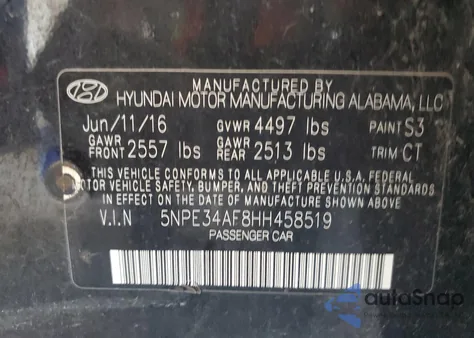 MANUFACTURED BY
HYUNDAI MOTOR MANUFACTURING ALABAMA, LLC
Jun/11/16 GVWR 4497 lbs PAINT S3
GAWR FRONT 2557 lbs GAWR REAR 2513 lbs TRIM CT
THIS VEHICLE CONFORMS TO ALL APPLICABLE U.S.A. FEDERAL
MOTOR VEHICLE SAFETY, BUMPER, AND THEFT PREVENTION STANDARDS
IN EFFECT ON THE DATE OF MANUFACTURE SHOWN ABOVE
V.I.N 5NPE34AF8HH458519
PASSENGER CAR
autoSnap